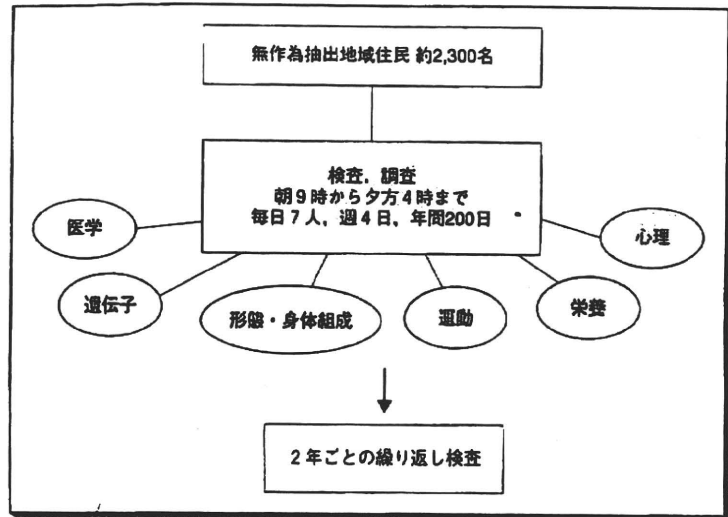 無作為抽出地域住民 約2,300名
検査，調査
朝9時から夕方4時まで
毎日7人，週4日，年間200日
医学
心理
遺伝子
形態・身体組成
運動
栄養
2年ごとの繰り返し検査